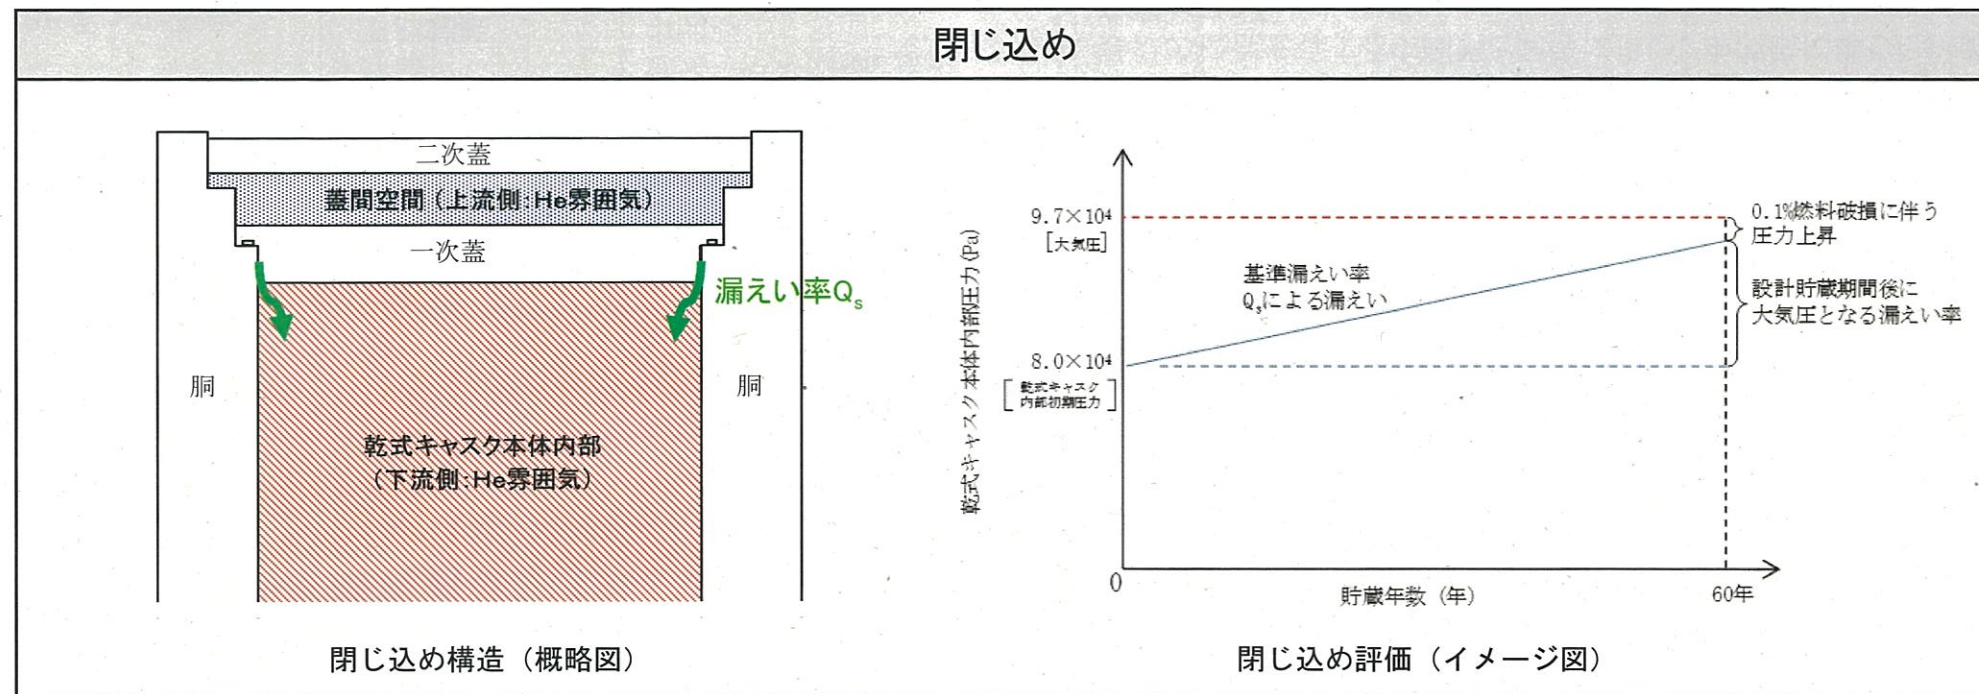 閉じ込め
二次蓋
蓋間空間(上流側:He雰囲気)
一次蓋
漏えい率Qs
胴
胴
乾式キャスク本体内部
(下流側:He雰囲気)
閉じ込め構造(概略図)
乾式キャスク本体内部圧力(Pa)
9.7×10⁴
[大気圧]
8.0×10⁴
[乾式キャスク
内部初期圧力]
基準漏えい率
Qsによる漏えい
0.1%燃料破損に伴う
圧力上昇
設計貯蔵期間後に
大気圧となる漏えい率
0
貯蔵年数(年)
60年
閉じ込め評価(イメージ図)